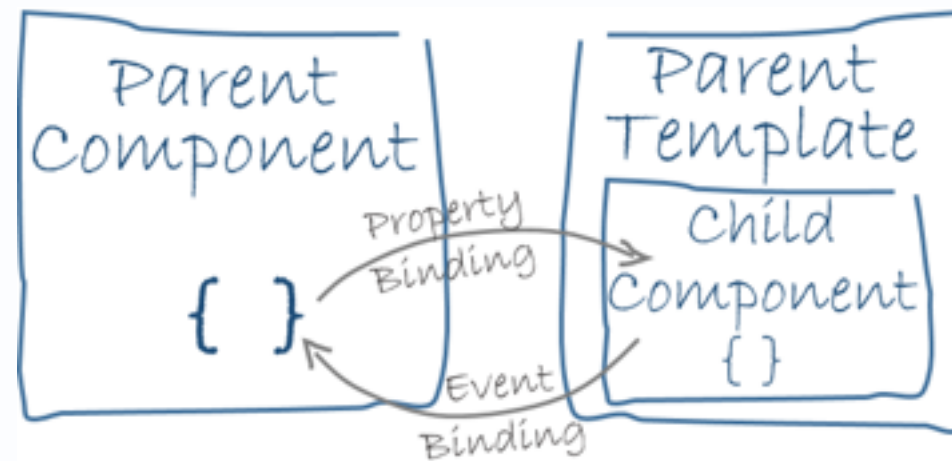 Parent
Component
{ }
Property
Binding
Event
Binding
Parent
Template
Child
Component
{ }